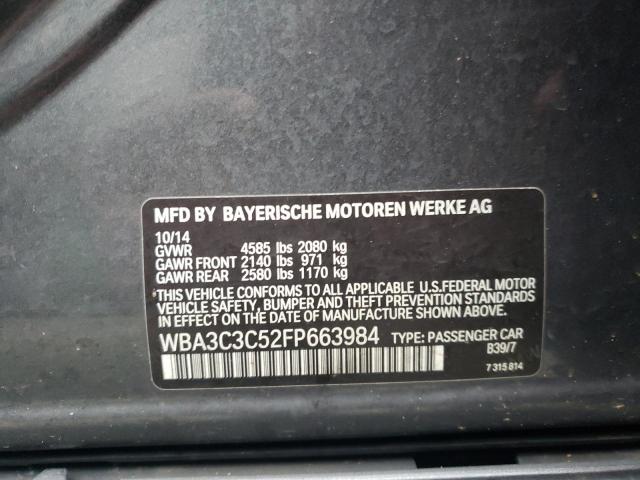 MFD BY BAYERISCHE MOTOREN WERKE AG
10/14
GVWR 4585 lbs 2080 kg
GAWR FRONT 2140 lbs 971 kg
GAWR REAR 2580 lbs 1170 kg
*THIS VEHICLE CONFORMS TO ALL APPLICABLE U.S.FEDERAL MOTOR
VEHICLE SAFETY, BUMPER AND THEFT PREVENTION STANDARDS
IN EFFECT ON THE DATE OF MANUFACTURE SHOWN ABOVE.
WBA3C3C52FP663984 TYPE: PASSENGER CAR
B39/7
7 315 814